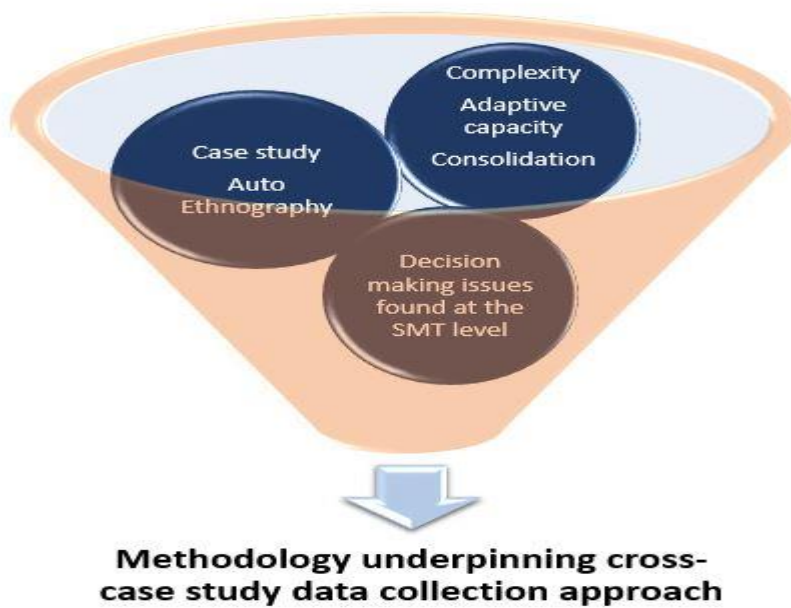 Complexity
Adaptive
capacity
Consolidation
Case study
Auto
Ethnography
Decision
making issues
found at the
SMT level
Methodology underpinning cross-
case study data collection approach